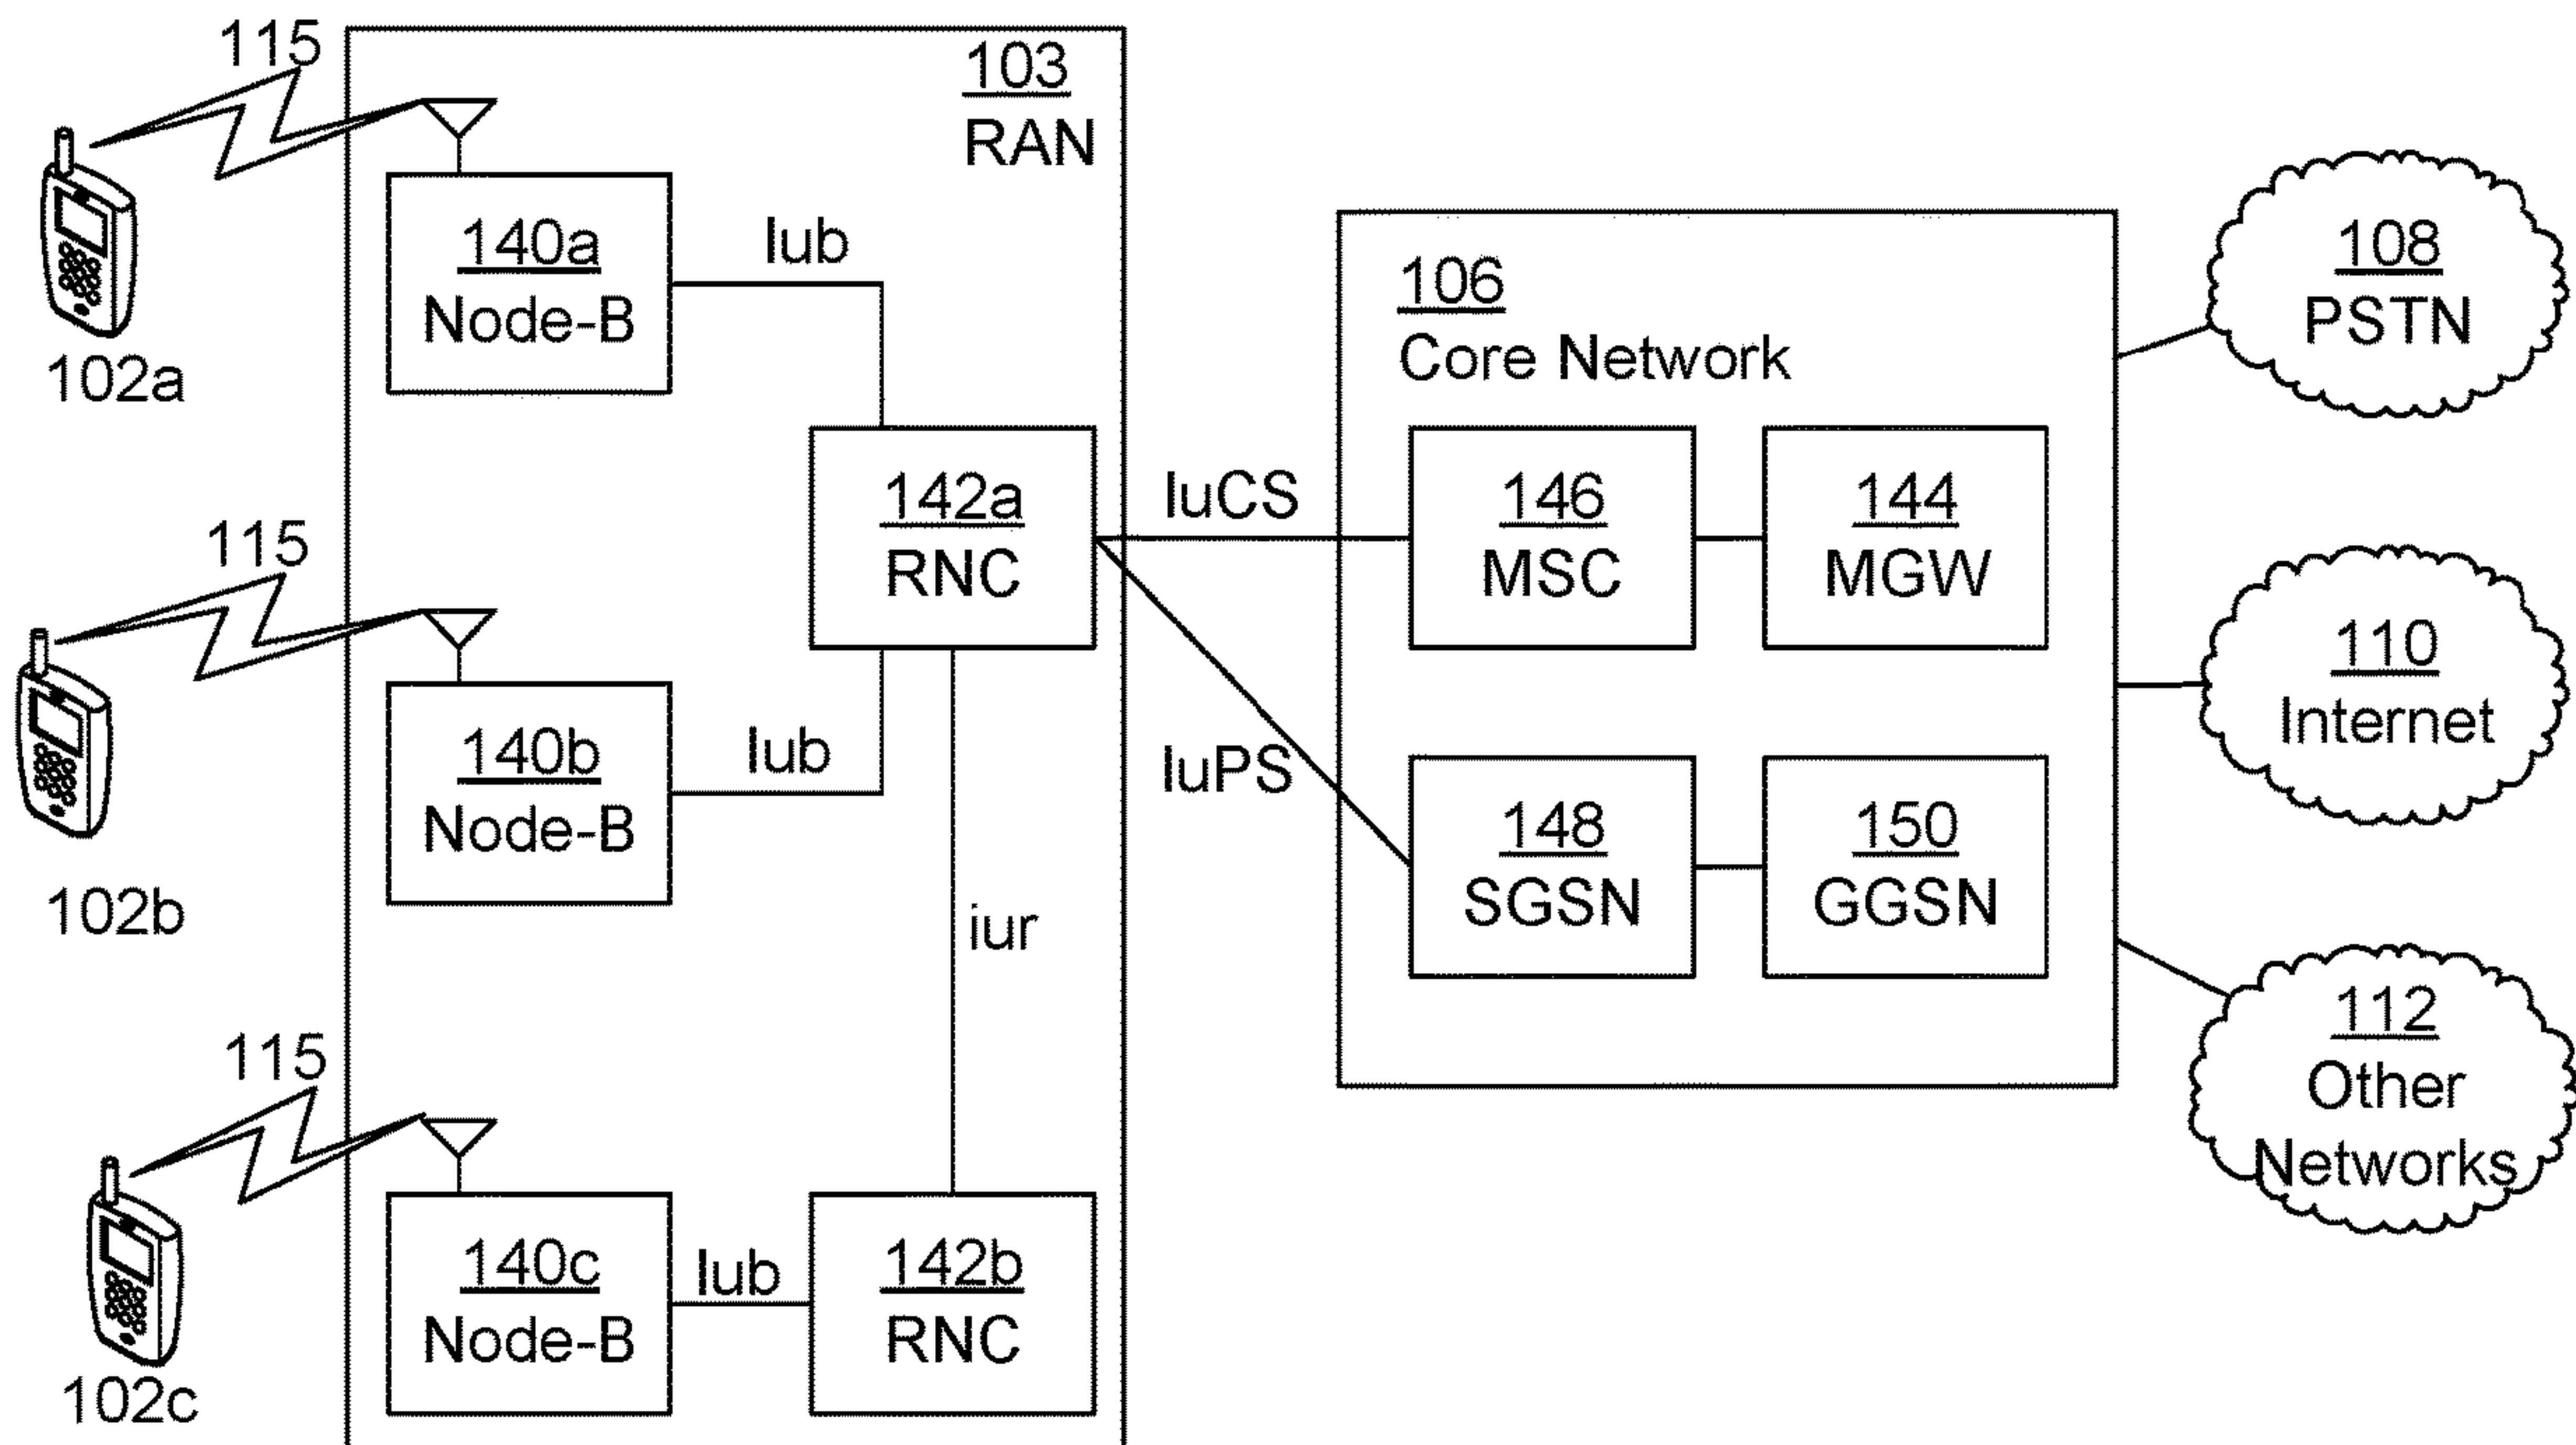 115
103
RAN
102a
140a
Node-B
Iub
142a
RNC
115
102b
140b
Node-B
Iub
iur
115
102c
140c
Node-B
Iub
142b
RNC
IuCS
IuPS
106
Core Network
146
MSC
144
MGW
148
SGSN
150
GGSN
108
PSTN
110
Internet
112
Other
Networks